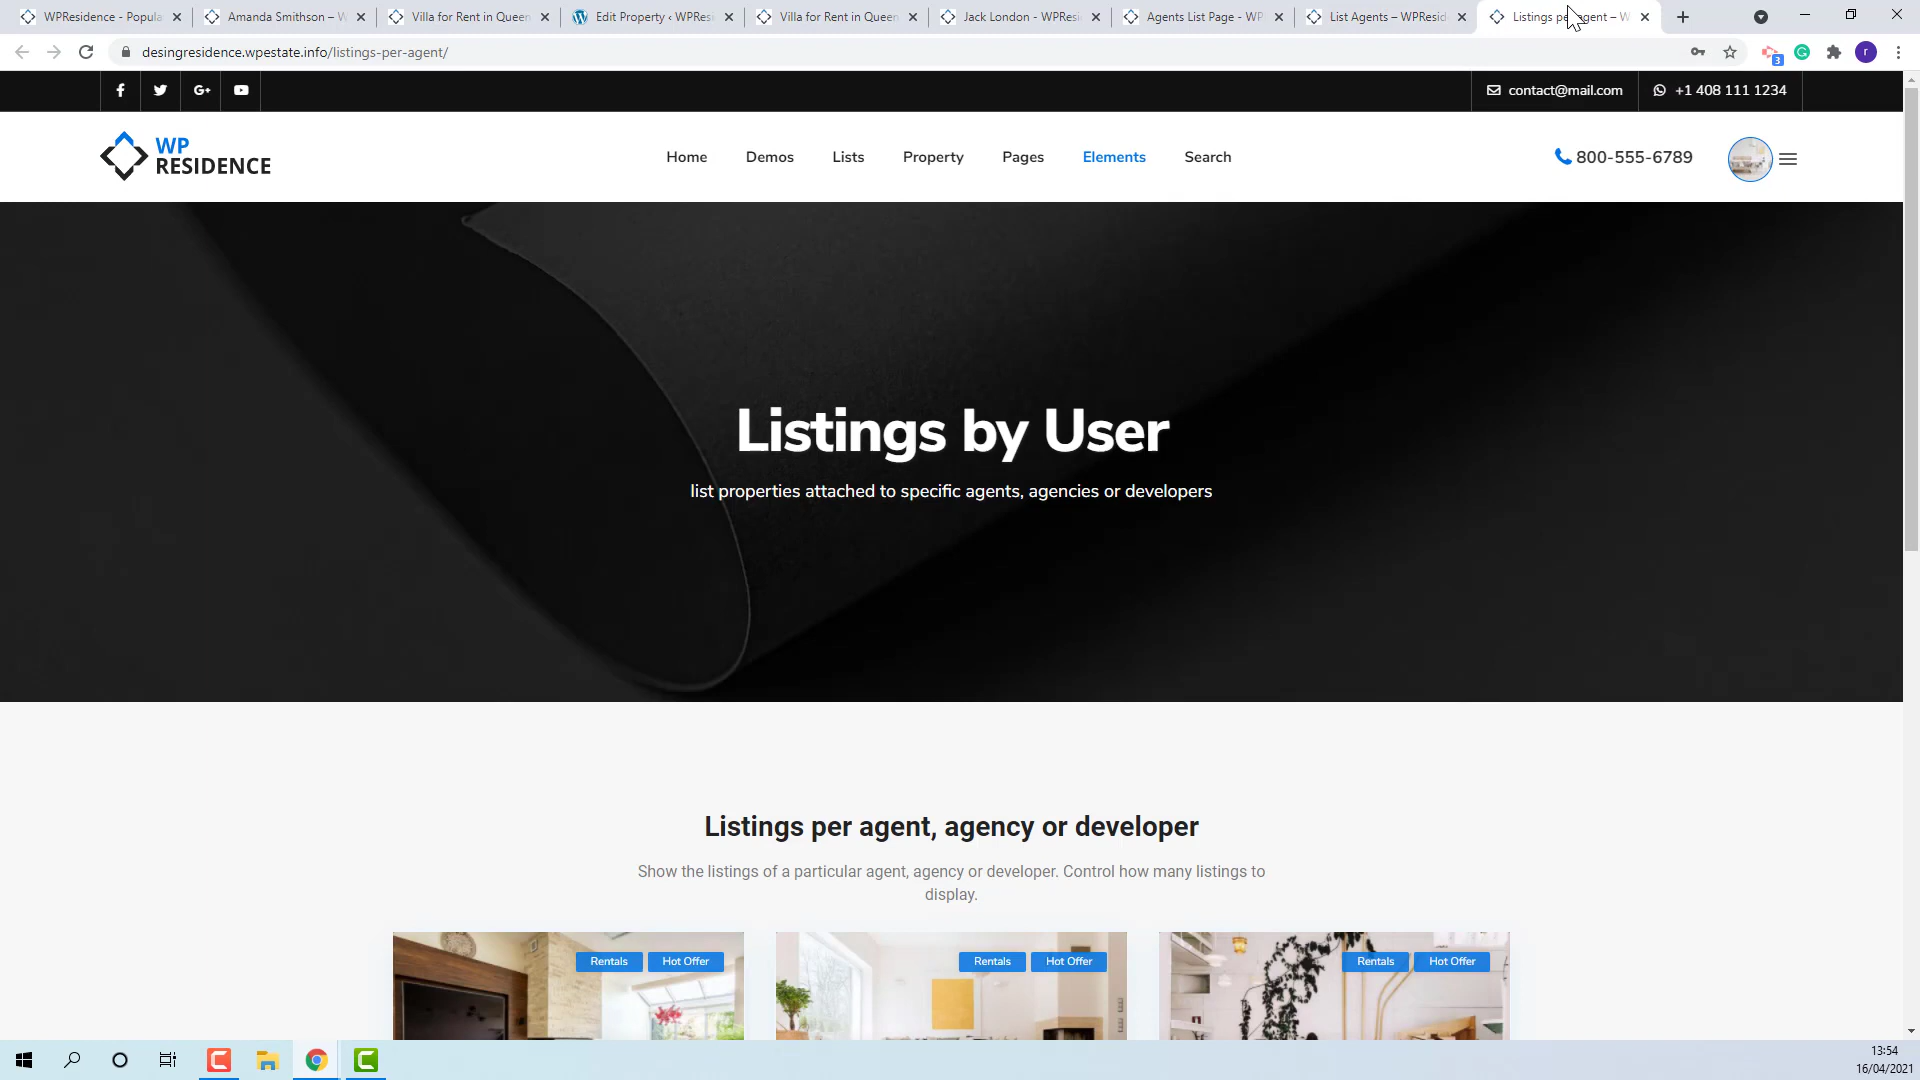 WPResidence - Popula
Amanda Smithson – W
Villa for Rent in Queen
Edit Property ‹ WPRes
Villa for Rent in Queen
Jack London - WPResi
Agents List Page - WP
List Agents – WPResid
Listings per agent – W
desingresidence.wpestate.info/listings-per-agent/
3
r
contact@mail.com
+1 408 111 1234
WP
RESIDENCE
Home
Demos
Lists
Property
Pages
Elements
Search
800-555-6789
Listings by User
list properties attached to specific agents, agencies or developers
Listings per agent, agency or developer
Show the listings of a particular agent, agency or developer. Control how many listings to
display.
Rentals
Hot Offer
Rentals
Hot Offer
Rentals
Hot Offer
13:54
16/04/2021